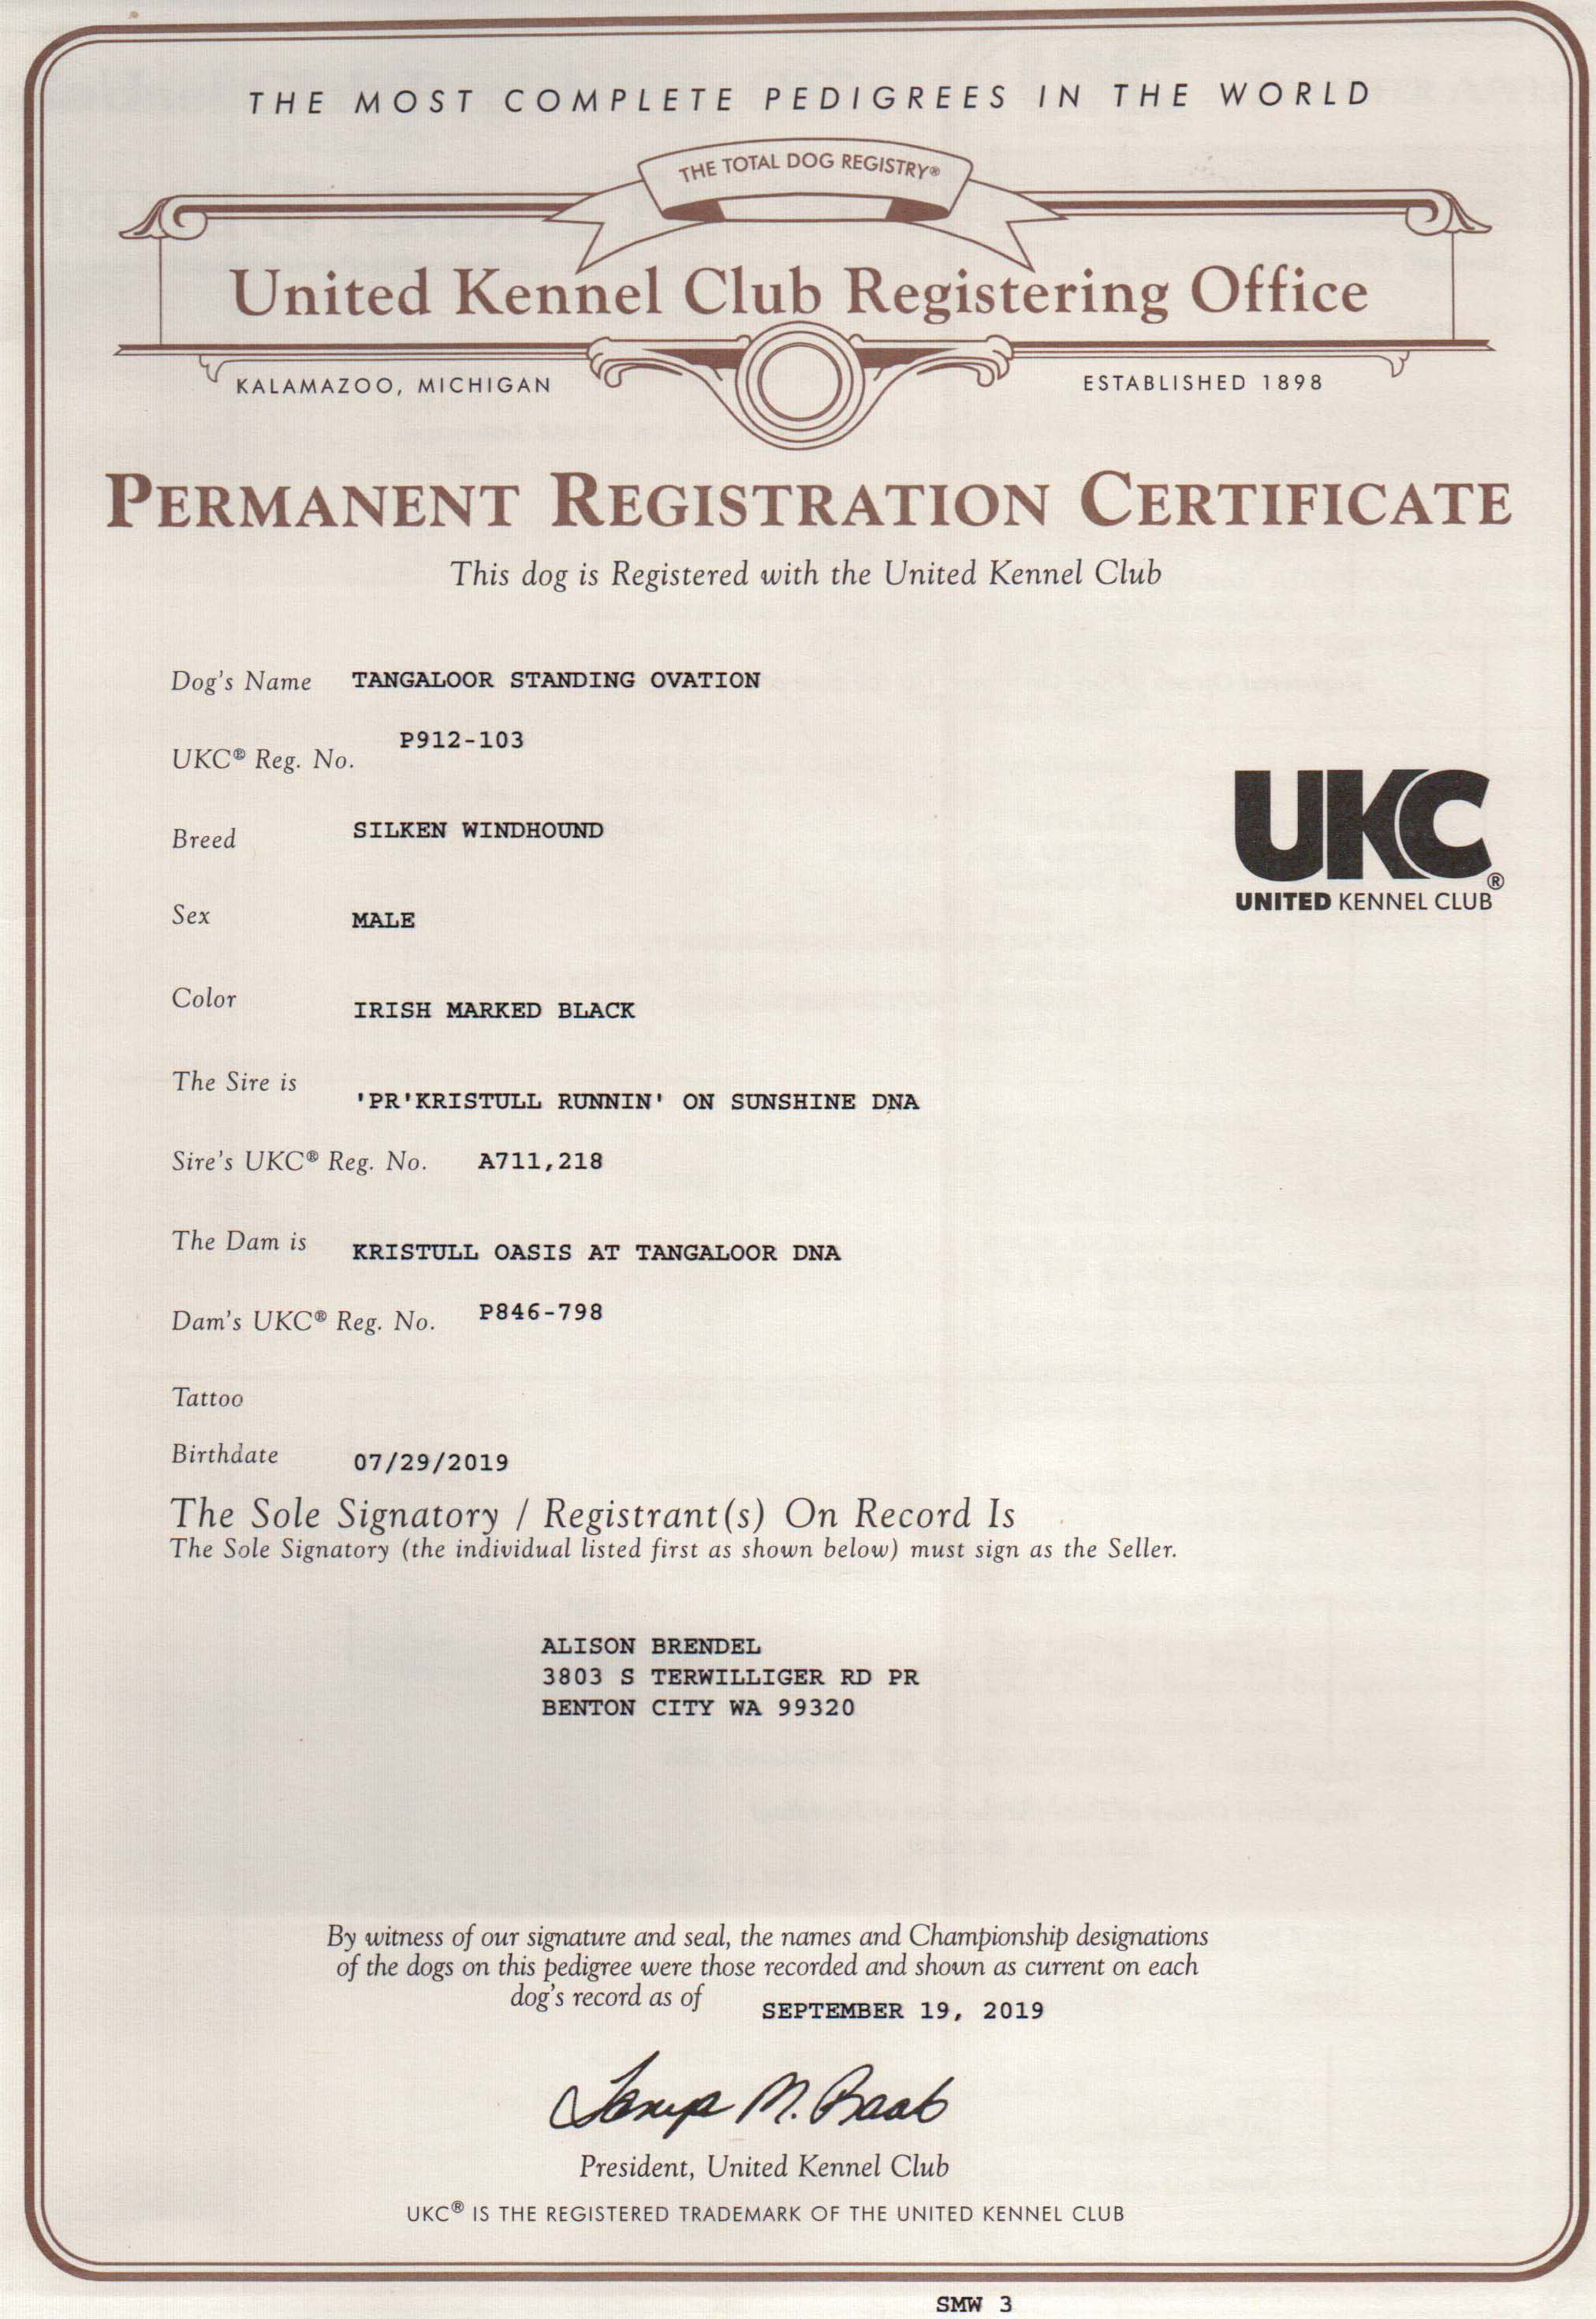 THE MOST COMPLETE PEDIGREES IN THE WORLD
THE TOTAL DOG REGISTRY®
United Kennel Club Registering Office
KALAMAZOO, MICHIGAN ESTABLISHED 1898
PERMANENT REGISTRATION CERTIFICATE
This dog is Registered with the United Kennel Club
Dog's Name TANGALOOR STANDING OVATION
UKC® Reg. No. P912-103
UKC®
UNITED KENNEL CLUB
Breed SILKEN WINDHOUND
Sex MALE
Color IRISH MARKED BLACK
The Sire is 'PR'KRISTULL RUNNIN' ON SUNSHINE DNA
Sire's UKC® Reg. No. A711,218
The Dam is KRISTULL OASIS AT TANGALOOR DNA
Dam's UKC® Reg. No. P846-798
Tattoo
Birthdate 07/29/2019
The Sole Signatory / Registrant(s) On Record Is
The Sole Signatory (the individual listed first as shown below) must sign as the Seller.
ALISON BRENDEL
3803 S TERWILLIGER RD PR
BENTON CITY WA 99320
By witness of our signature and seal, the names and Championship designations
of the dogs on this pedigree were those recorded and shown as current on each
dog's record as of SEPTEMBER 19, 2019
M. Raab
President, United Kennel Club
UKC® IS THE REGISTERED TRADEMARK OF THE UNITED KENNEL CLUB
SMW 3